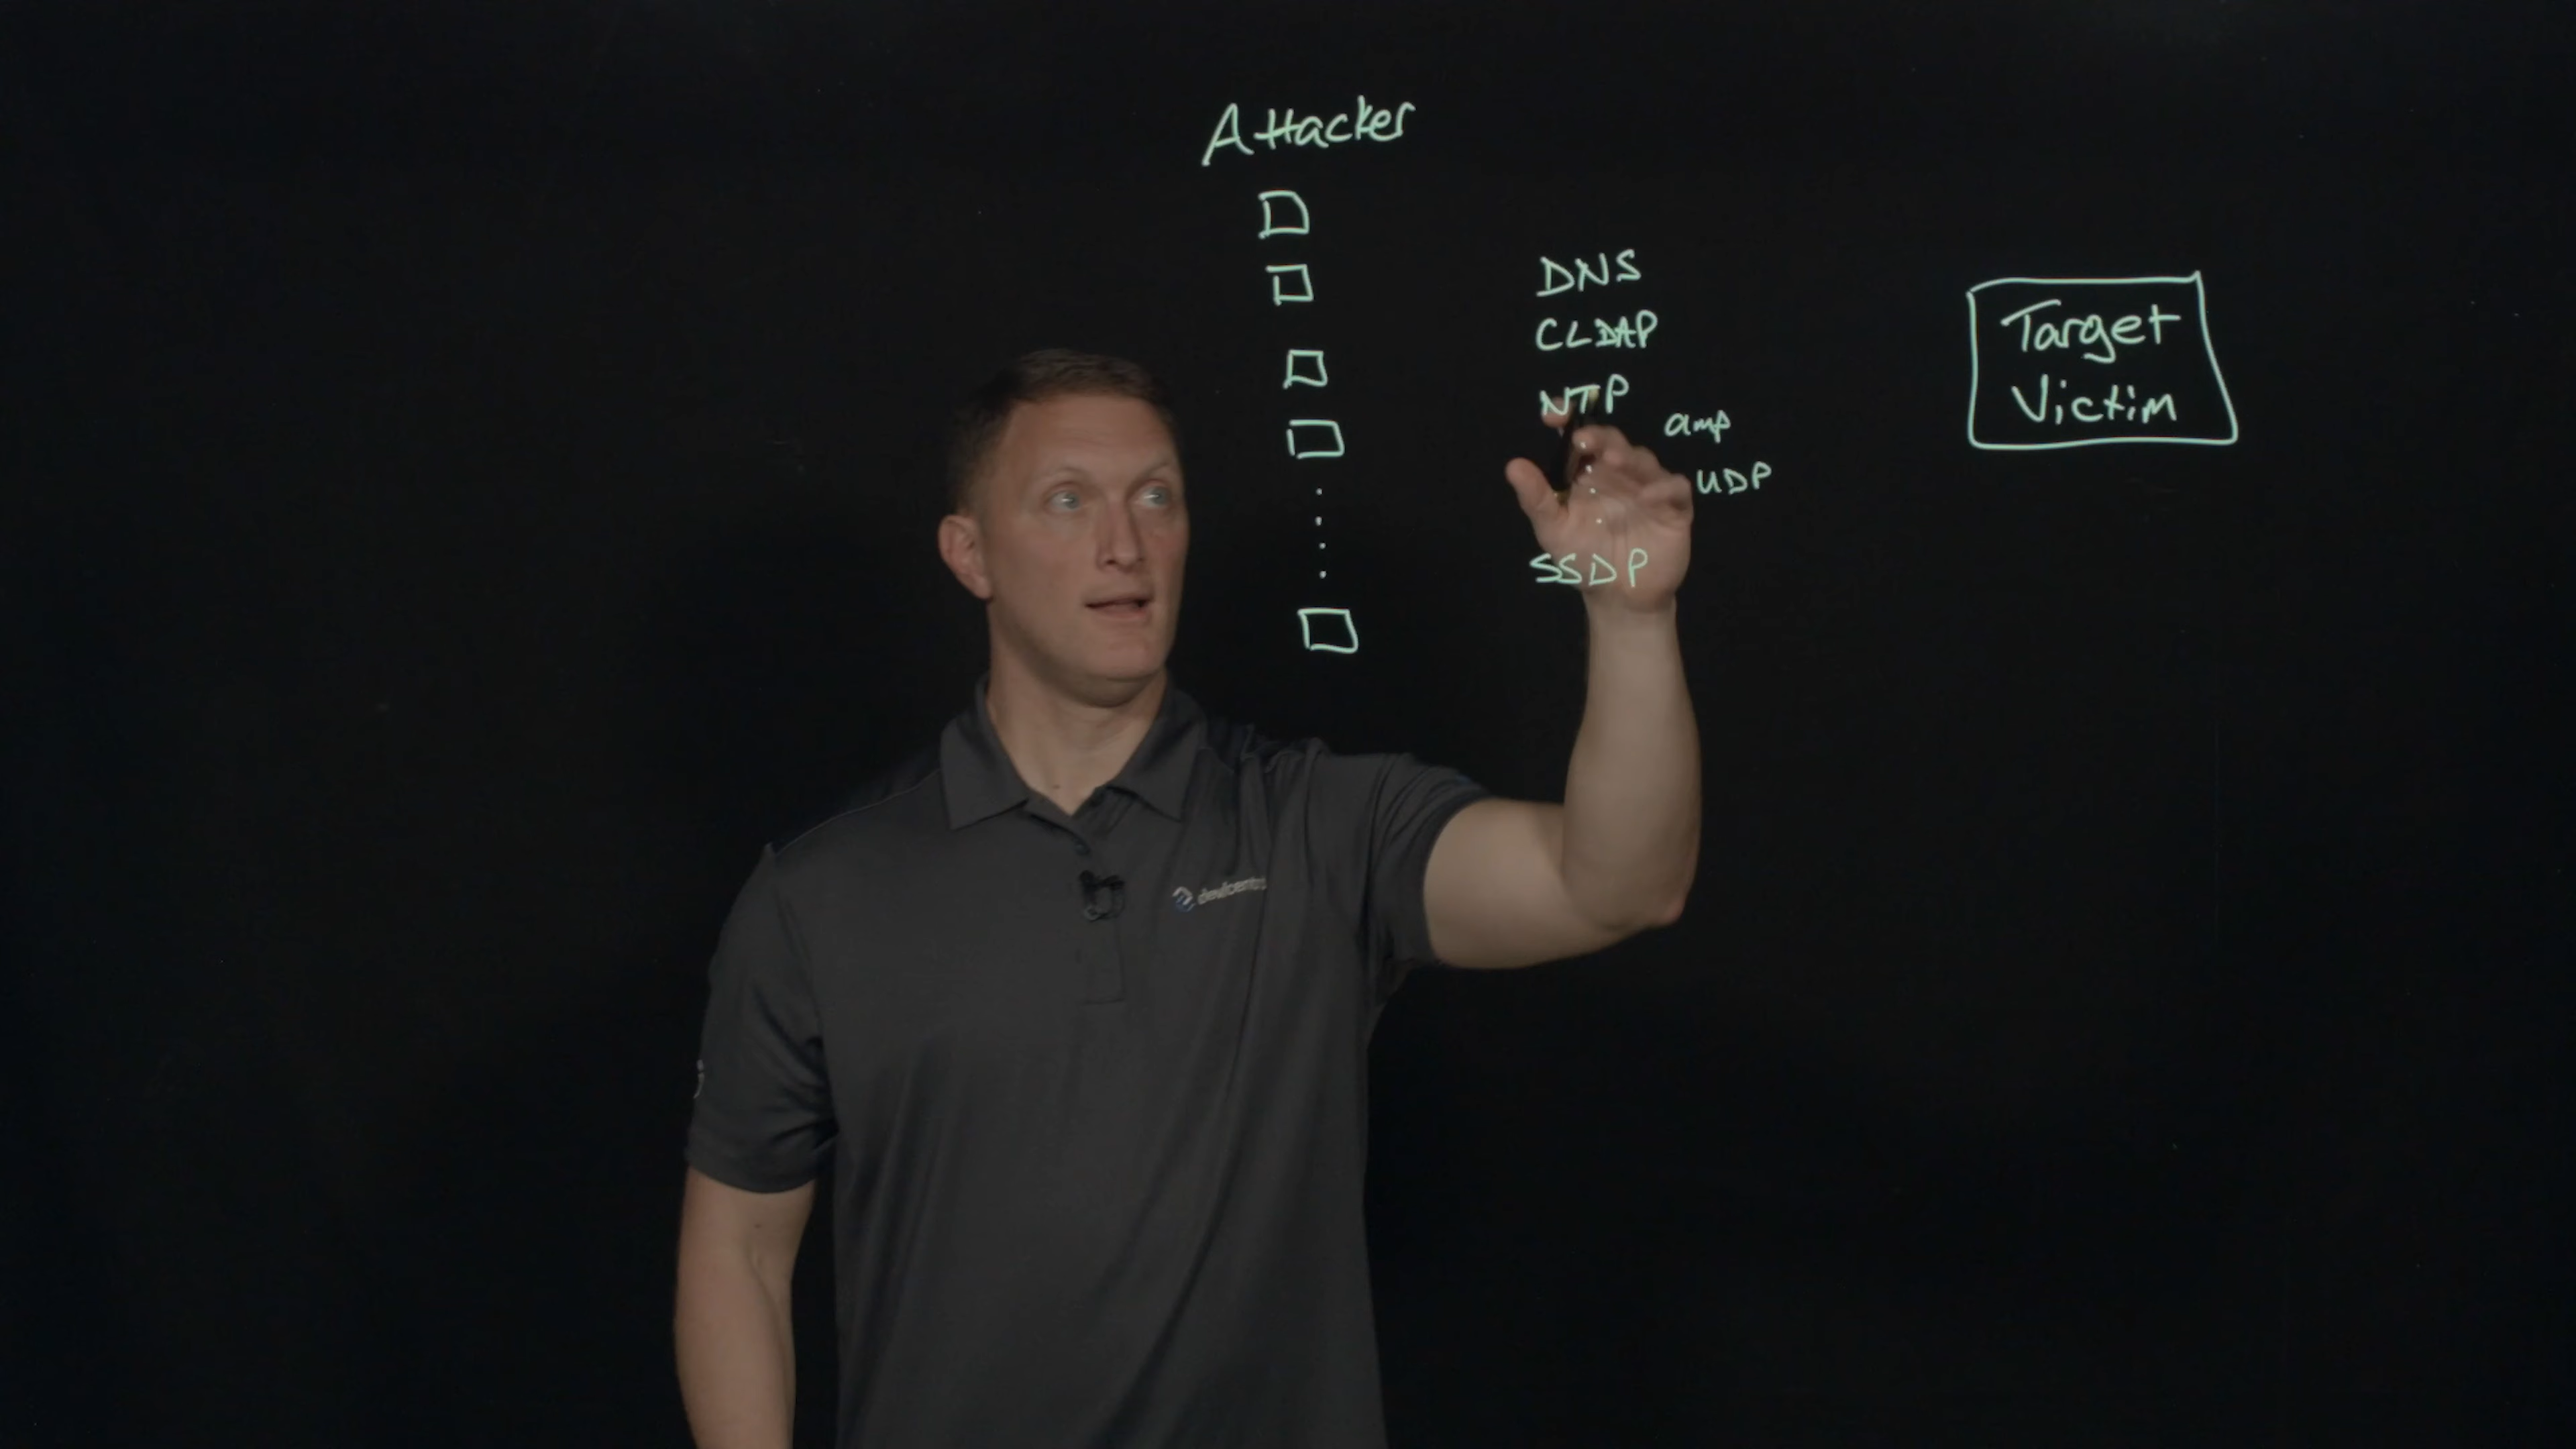 Attacker
DNS
CLDAP
NTP
amp
UDP
SSDP
Target
Victim